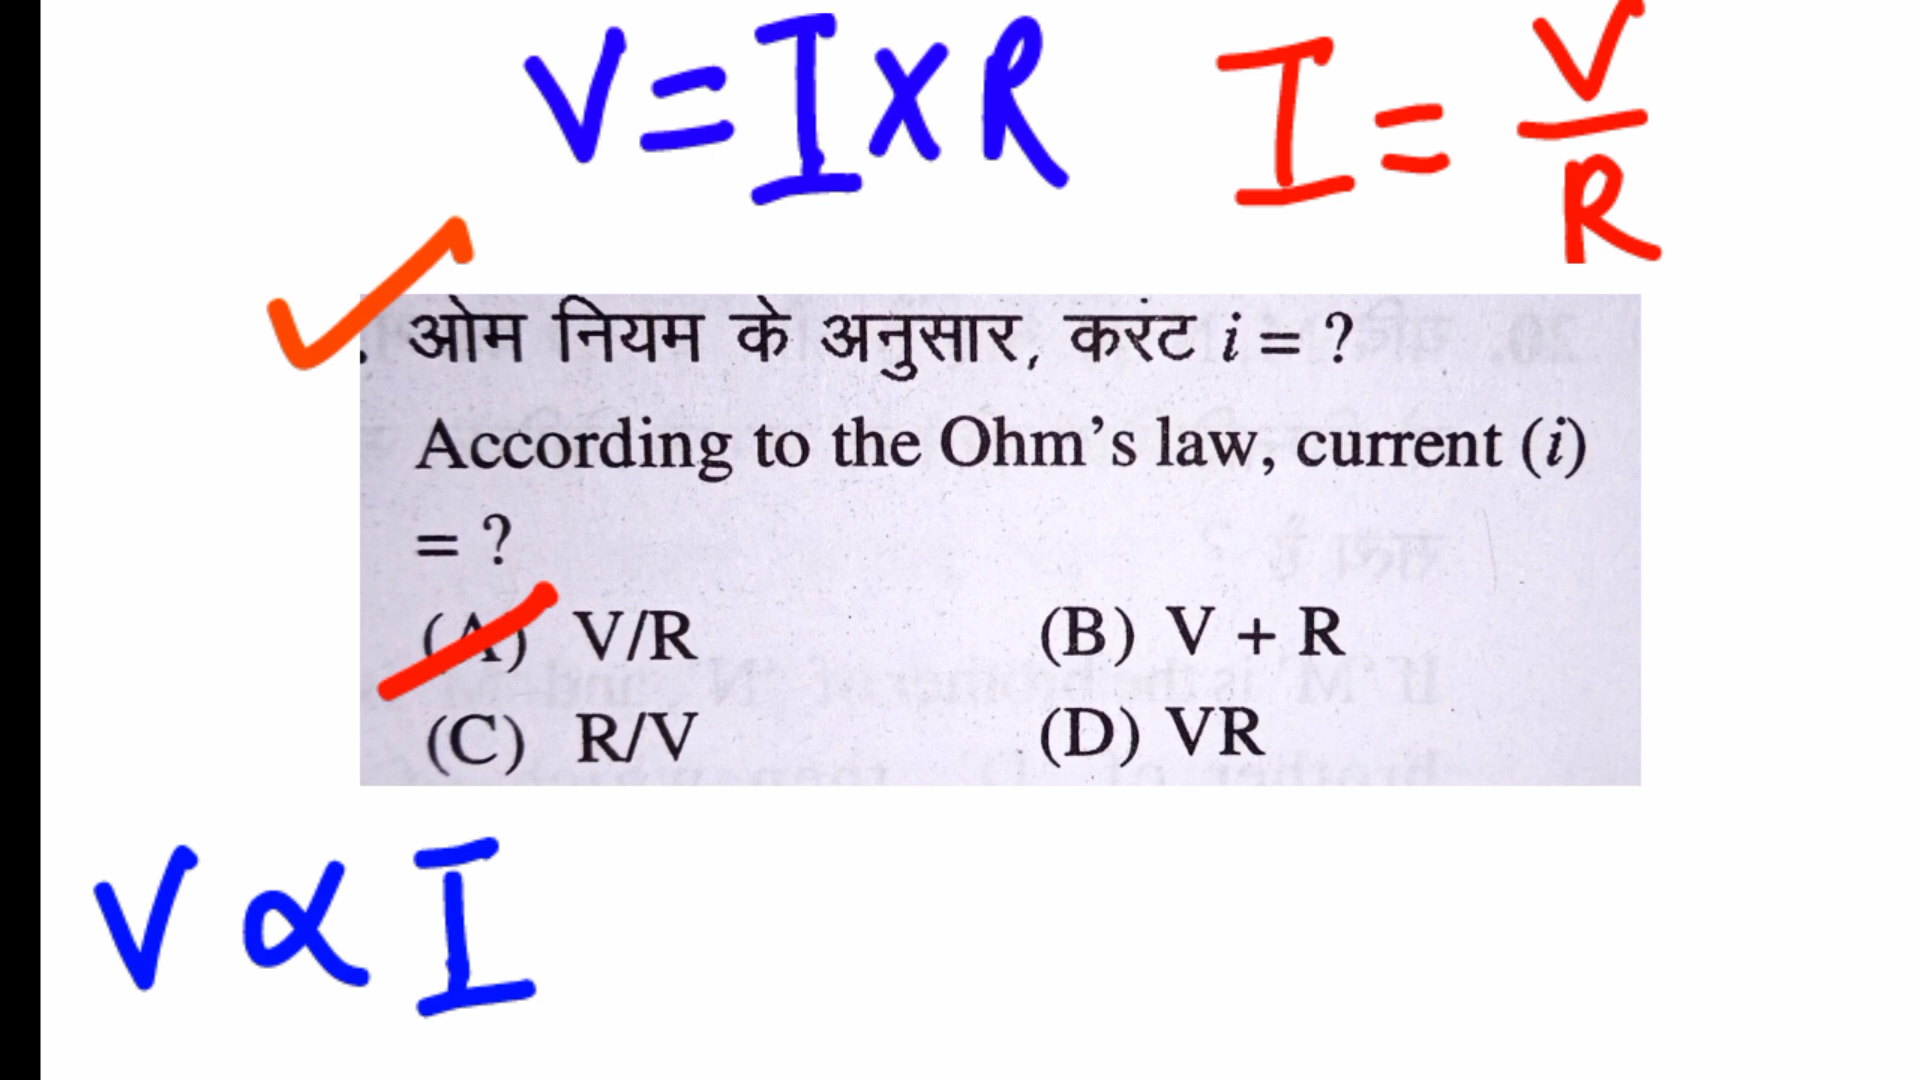 V = I X R I = V/R
ओम नियम के अनुसार, करंट i = ?
According to the Ohm's law, current (i)
= ?
(A) V/R (B) V + R
(C) R/V (D) VR
V ∝ I